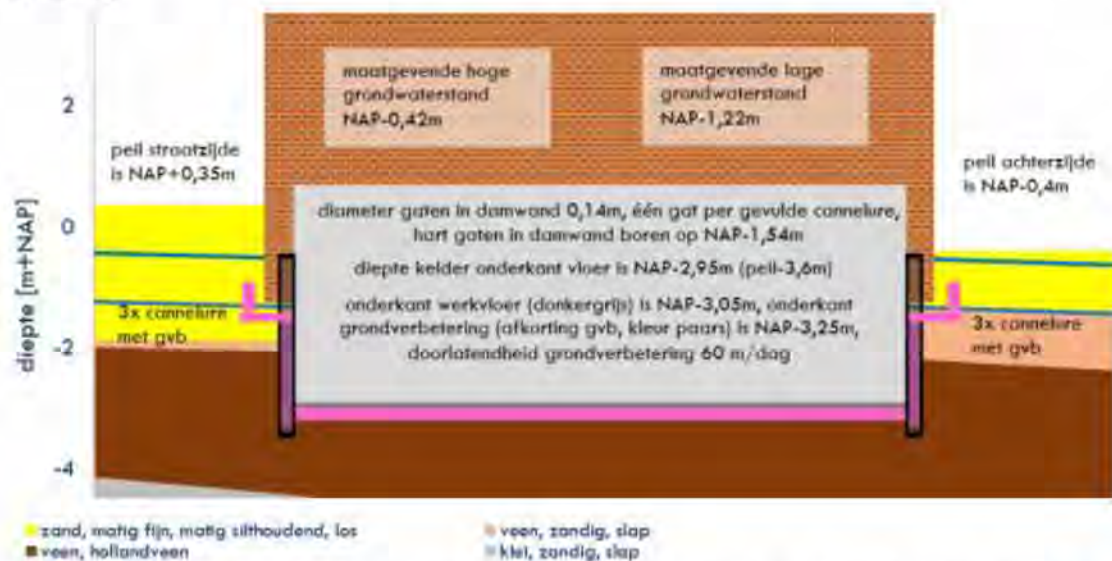 maatgevende hoge
grondwaterstand
NAP-0,42m
maatgevende lage
grondwaterstand
NAP-1,22m
peil straatzijde
is NAP+0,35m
peil achterzijde
is NAP-0,4m
diepte [m+NAP]
2
0
-2
-4
diameter gaten in damwand 0,14m, één gat per gevulde cannelure,
hart gaten in damwand boren op NAP-1,54m
diepte kelder onderkant vloer is NAP-2,95m (peil-3,6m)
onderkant werkvloer (donkergrijs) is NAP-3,05m, onderkant
grondverbetering (afkorting gvb, kleur paars) is NAP-3,25m,
doorlatendheid grondverbetering 60 m/dag
3x cannelure
met gvb
3x cannelure
met gvb
zand, matig fijn, matig silthoudend, los
veen, zandig, slap
veen, hollandveen
klei, zandig, slap